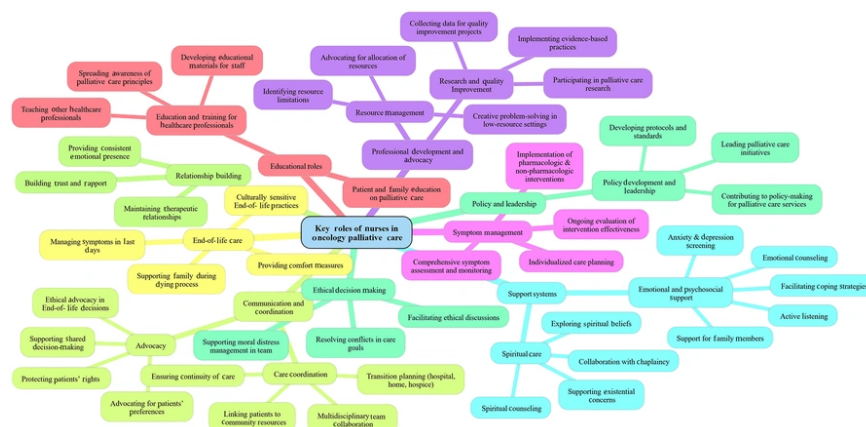 Collecting data for quality
improvement projects
Implementing evidence-based
practices
Developing educational
materials for staff
Advocating for allocation of
resources
Spreading awareness of
palliative care principles
Research and quality
Improvement
Participating in palliative care
research
Identifying resource
limitations
Teaching other healthcare
professionals
Education and training for
healthcare professionals
Resource management
Creative problem-solving in
low-resource settings
Providing consistent
emotional presence
Professional development and
advocacy
Developing protocols and
standards
Leading palliative care
initiatives
Relationship building
Educational roles
Implementation of
pharmacologic &
non-pharmacologic
interventions
Building trust and rapport
Patient and family education
on palliative care
Policy development and
leadership
Culturally sensitive
End-of- life practices
Policy and leadership
Contributing to policy-making
for palliative care services
Maintaining therapeutic
relationships
Key roles of nurses in
oncology palliative care
Symptom management
Ongoing evaluation of
intervention effectiveness
Managing symptoms in last
days
End-of-life care
Anxiety & depression
screening
Providing comfort measures
Comprehensive symptom
assessment and monitoring
Individualized care planning
Emotional counseling
Supporting family during
dying process
Ethical decision making
Support systems
Emotional and psychosocial
support
Facilitating coping strategies
Ethical advocacy in
End-of- life decisions
Communication and
coordination
Facilitating ethical discussions
Active listening
Exploring spiritual beliefs
Supporting shared
decision-making
Advocacy
Supporting moral distress
management in team
Resolving conflicts in care
goals
Support for family members
Spiritual care
Collaboration with chaplaincy
Protecting patients' rights
Ensuring continuity of care
Care coordination
Transition planning (hospital,
home, hospice)
Supporting existential
concerns
Advocating for patients'
preferences
Linking patients to
community resources
Multidisciplinary team
collaboration
Spiritual counseling